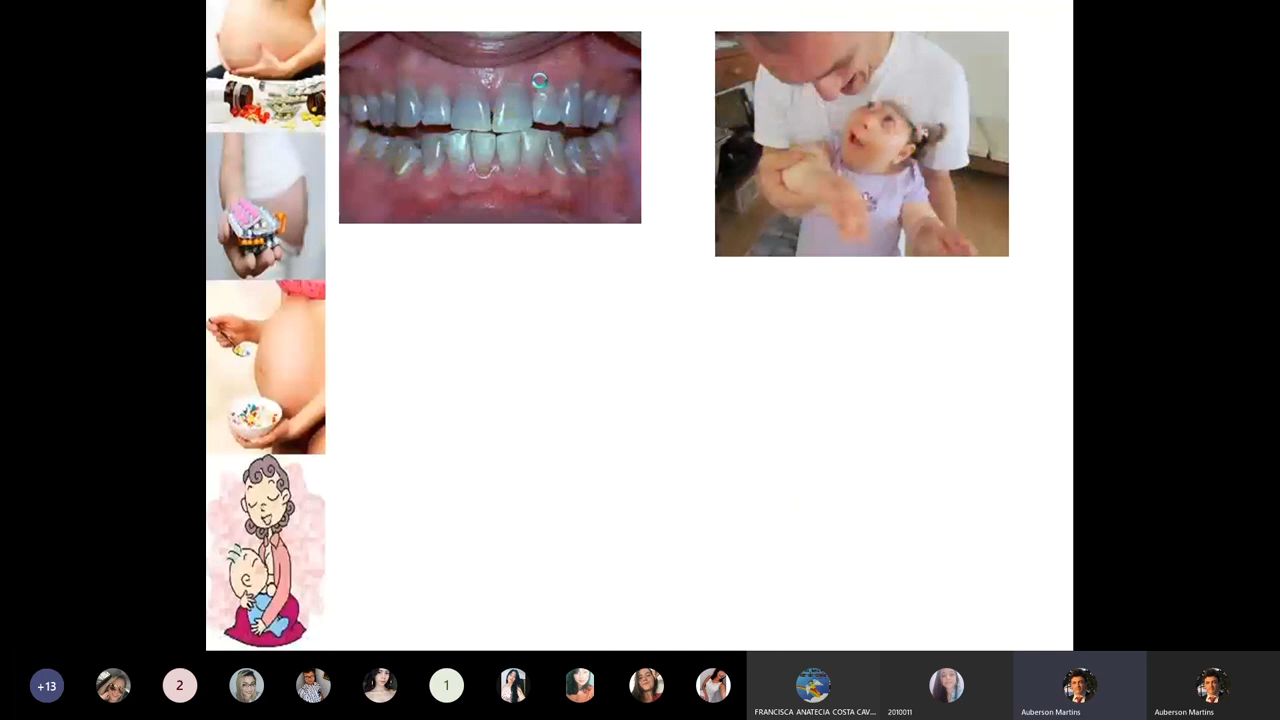 +13
2
1
FRANCISCA ANATECIA COSTA CAV...
2010011
Auberson Martins
Auberson Martins